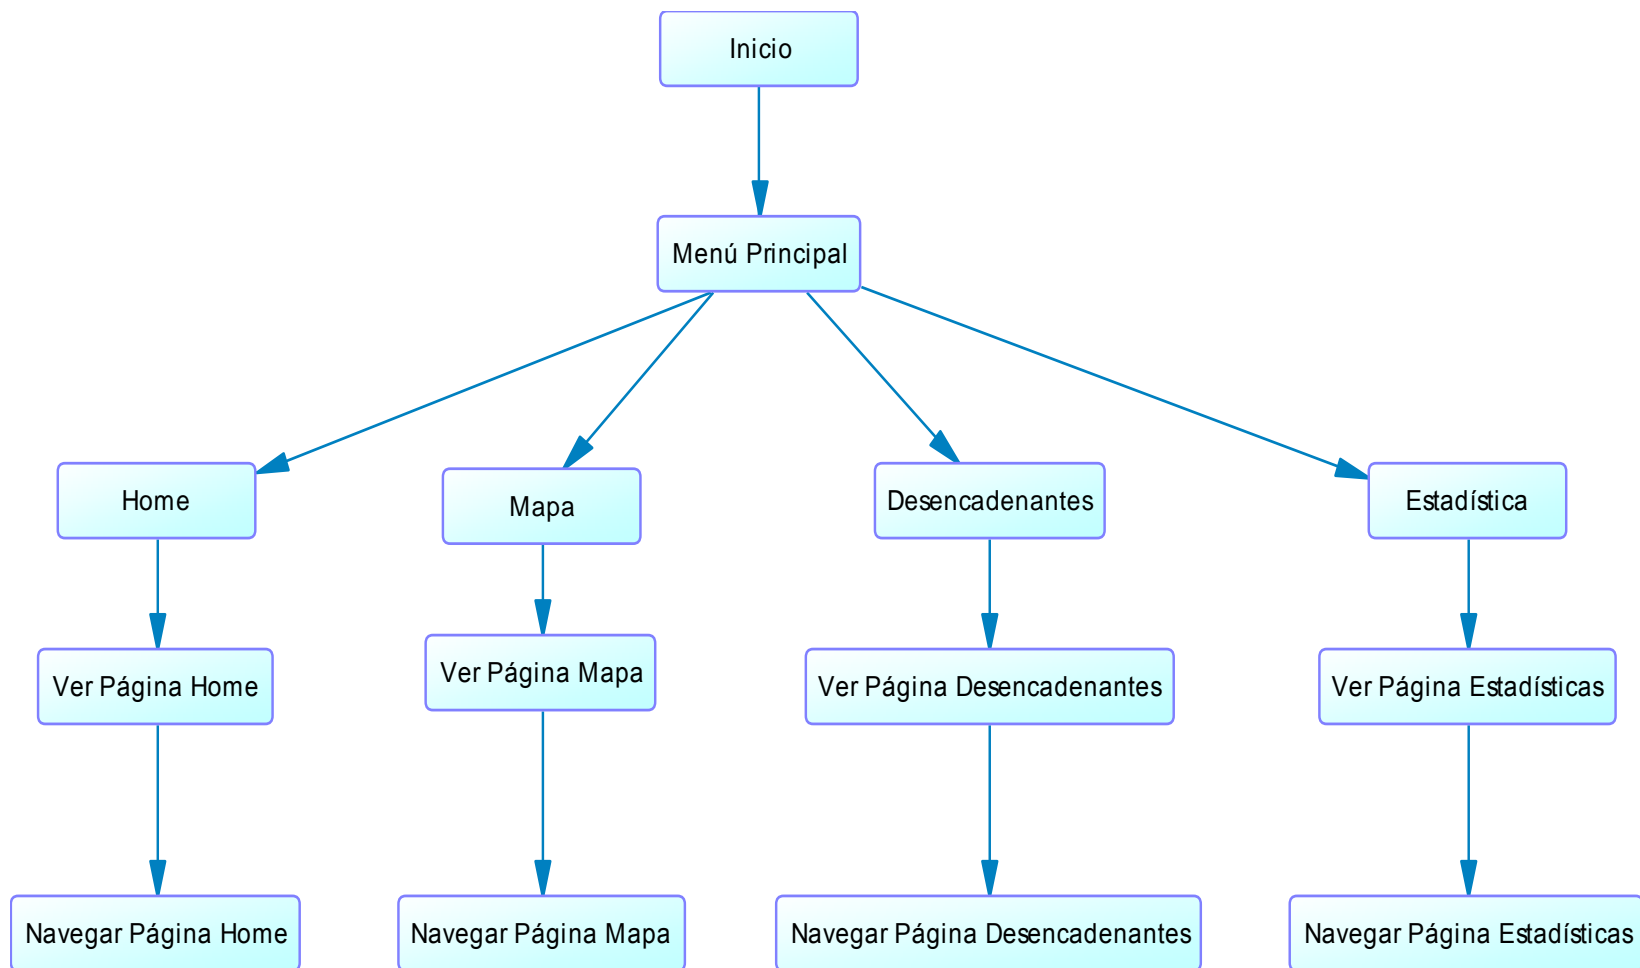 Inicio
Menú Principal
Home
Mapa
Desencadenantes
Estadística
Ver Página Home
Ver Página Mapa
Ver Página Desencadenantes
Ver Página Estadísticas
Navegar Página Home
Navegar Página Mapa
Navegar Página Desencadenantes
Navegar Página Estadísticas